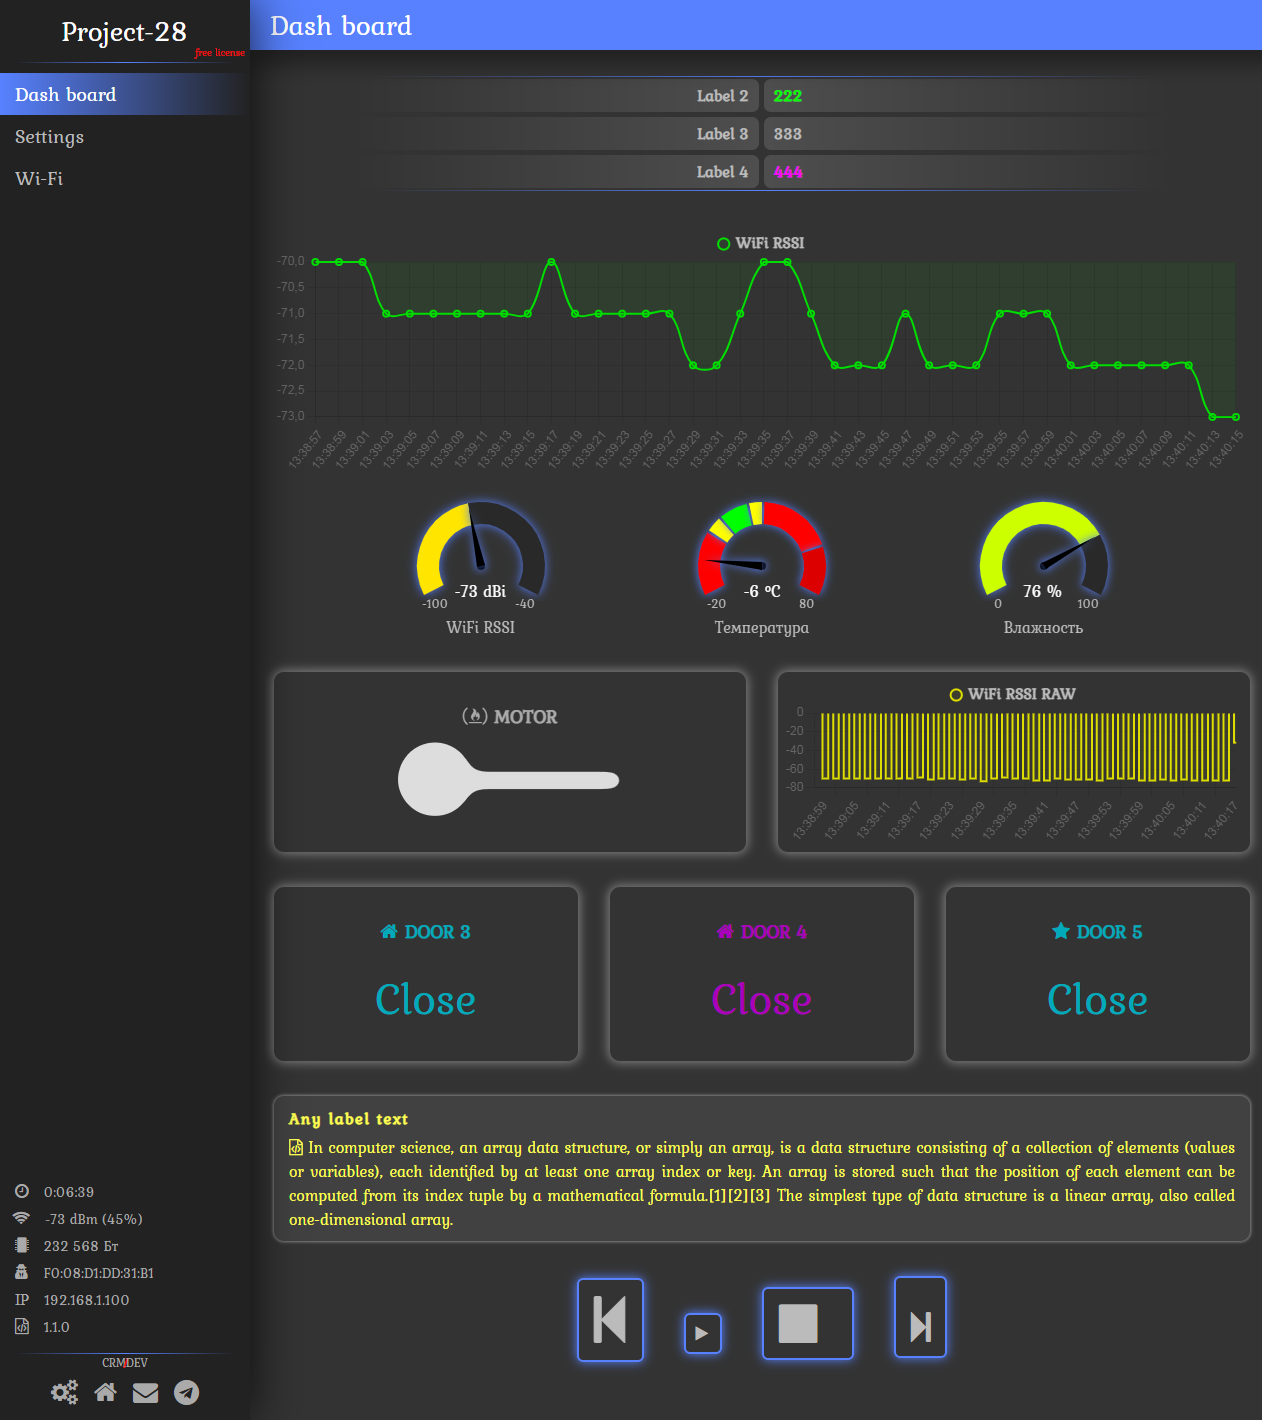 Project-28
free license
Dash board
Settings
Wi-Fi
0:06:39
-73 dBm (45%)
232 568 Бт
F0:08:D1:DD:31:B1
IP 192.168.1.100
1.1.0
CRMDEV
Dash board
Label 2 222
Label 3 333
Label 4 444
WiFi RSSI
-70,0
-70,5
-71,0
-71,5
-72,0
-72,5
-73,0
13:38:57 13:38:59 13:39:01 13:39:03 13:39:05 13:39:07 13:39:09 13:39:11 13:39:13 13:39:15 13:39:17 13:39:19 13:39:21 13:39:23 13:39:25 13:39:27 13:39:29 13:39:31 13:39:33 13:39:35 13:39:37 13:39:39 13:39:41 13:39:43 13:39:45 13:39:47 13:39:49 13:39:51 13:39:53 13:39:55 13:39:57 13:39:59 13:40:01 13:40:03 13:40:05 13:40:07 13:40:09 13:40:11 13:40:13 13:40:15
-73 dBi
-100 -40
WiFi RSSI
-6 °C
-20 80
Температура
76 %
0 100
Влажность
MOTOR
WiFi RSSI RAW
0
-20
-40
-60
-80
13:38:59 13:39:05 13:39:11 13:39:17 13:39:23 13:39:29 13:39:35 13:39:41 13:39:47 13:39:53 13:39:59 13:40:05 13:40:11 13:40:17
DOOR 3
Close
DOOR 4
Close
DOOR 5
Close
Any label text
In computer science, an array data structure, or simply an array, is a data structure consisting of a collection of elements (values
or variables), each identified by at least one array index or key. An array is stored such that the position of each element can be
computed from its index tuple by a mathematical formula.[1][2][3] The simplest type of data structure is a linear array, also called
one-dimensional array.